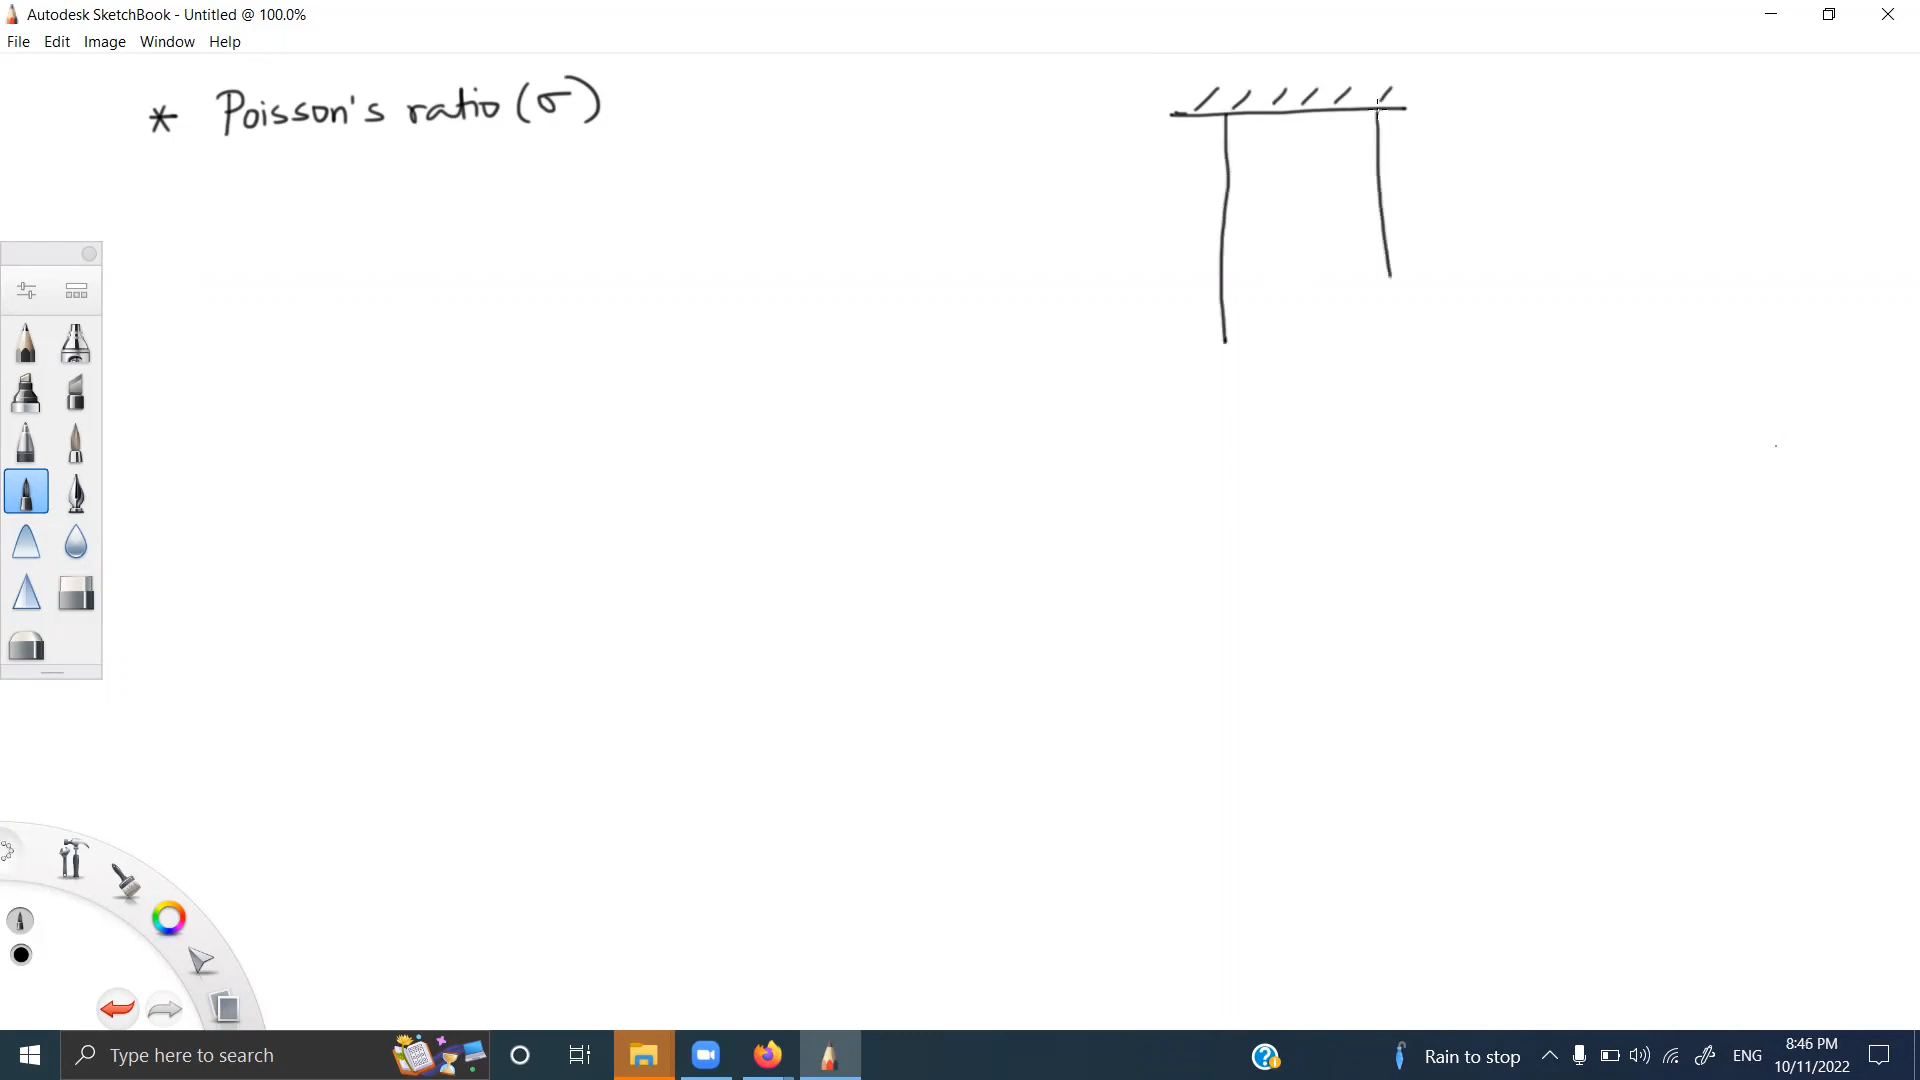 Autodesk SketchBook - Untitled @ 100.0%
File Edit Image Window Help
* Poisson's ratio (σ)
Type here to search
Rain to stop
ENG
8:46 PM
10/11/2022